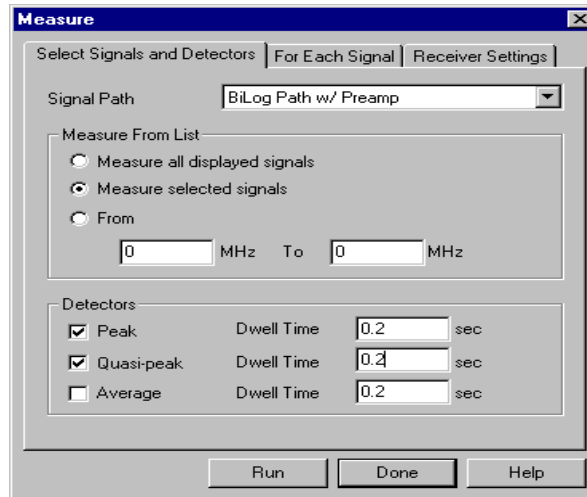 Measure
Select Signals and Detectors For Each Signal Receiver Settings
Signal Path BiLog Path w/ Preamp
Measure From List
Measure all displayed signals
Measure selected signals
From
0 MHz To 0 MHz
Detectors
Peak Dwell Time 0.2 sec
Quasi-peak Dwell Time 0.2 sec
Average Dwell Time 0.2 sec
Run Done Help